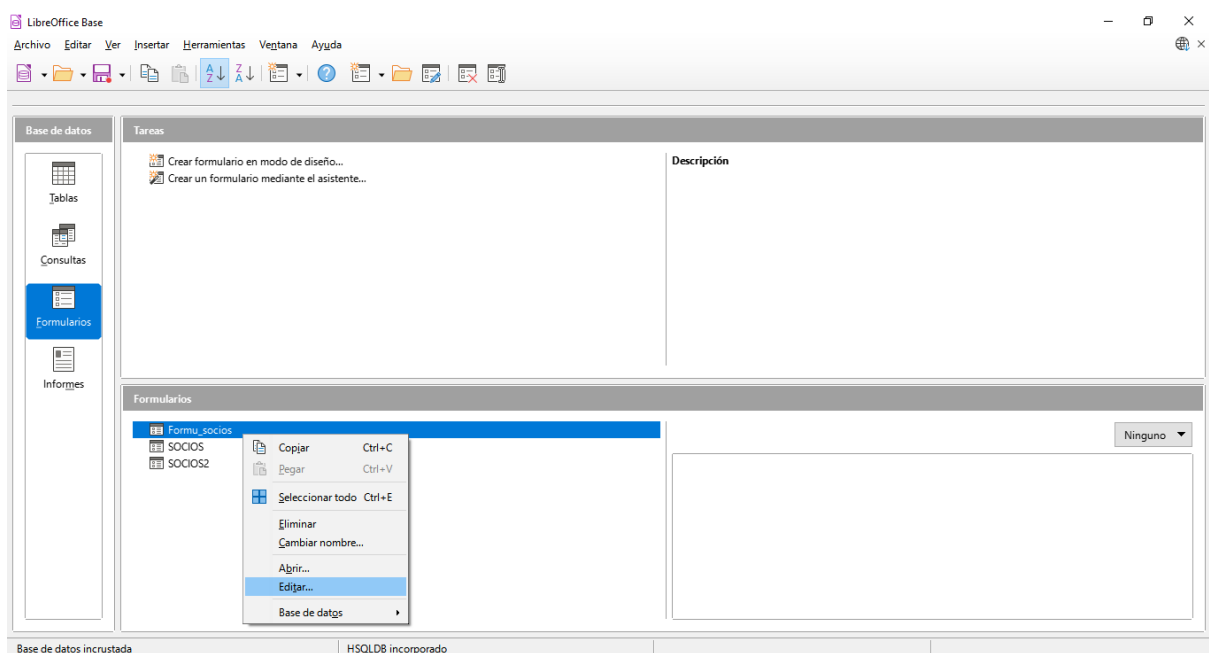 LibreOffice Base
Archivo Editar Ver Insertar Herramientas Ventana Ayuda
Base de datos
Tareas
Tablas
Consultas
Formularios
Informes
Crear formulario en modo de diseño...
Crear un formulario mediante el asistente...
Descripción
Formularios
Formu_socios
SOCIOS
SOCIOS2
Copiar Ctrl+C
Pegar Ctrl+V
Seleccionar todo Ctrl+E
Eliminar
Cambiar nombre...
Abrir...
Editar...
Base de datos
Ninguno
Base de datos incrustada
HSQLDB incorporado